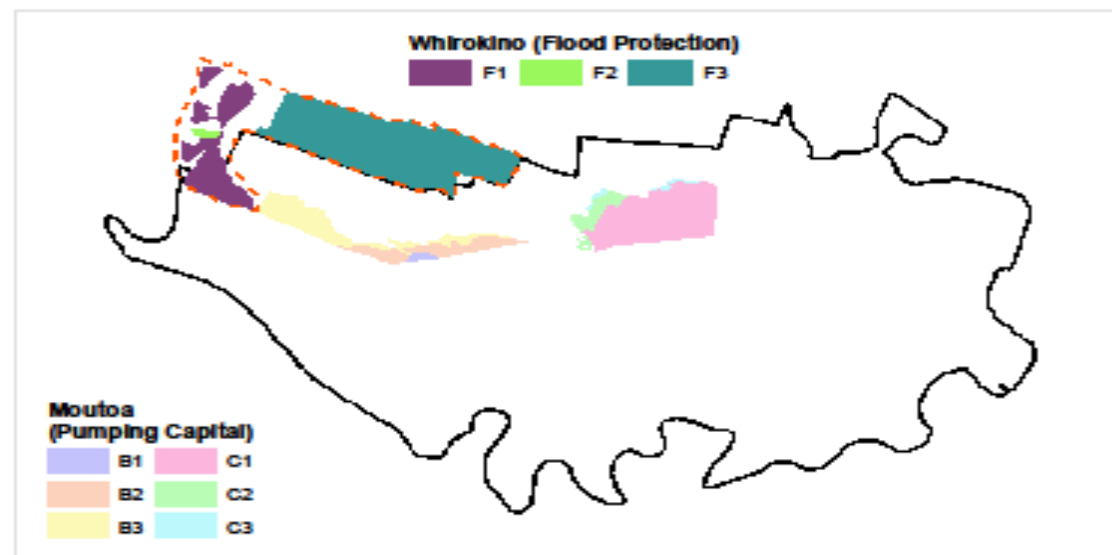 Whirokino (Flood Protection)
F1 F2 F3
Moutoa
(Pumping Capital)
B1 C1
B2 C2
B3 C3